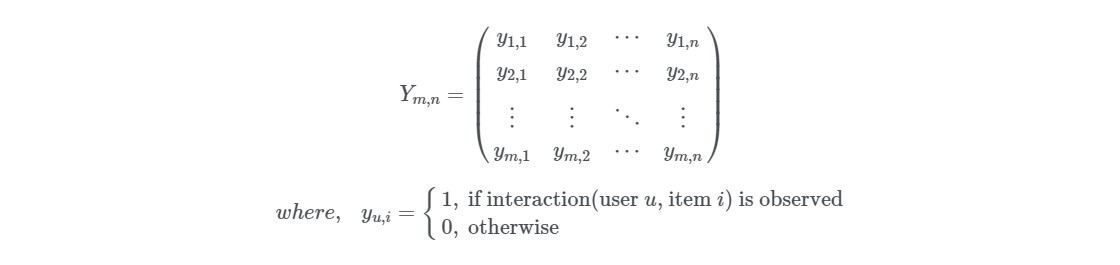 Y_{m,n} = \begin{pmatrix} y_{1,1} & y_{1,2} & \cdots & y_{1,n} \\ y_{2,1} & y_{2,2} & \cdots & y_{2,n} \\ \vdots & \vdots & \ddots & \vdots \\ y_{m,1} & y_{m,2} & \cdots & y_{m,n} \end{pmatrix}
where, y_{u,i} = \begin{cases} 1, & \text{if interaction(user } u, \text{item } i) \text{ is observed} \\ 0, & \text{otherwise} \end{cases}